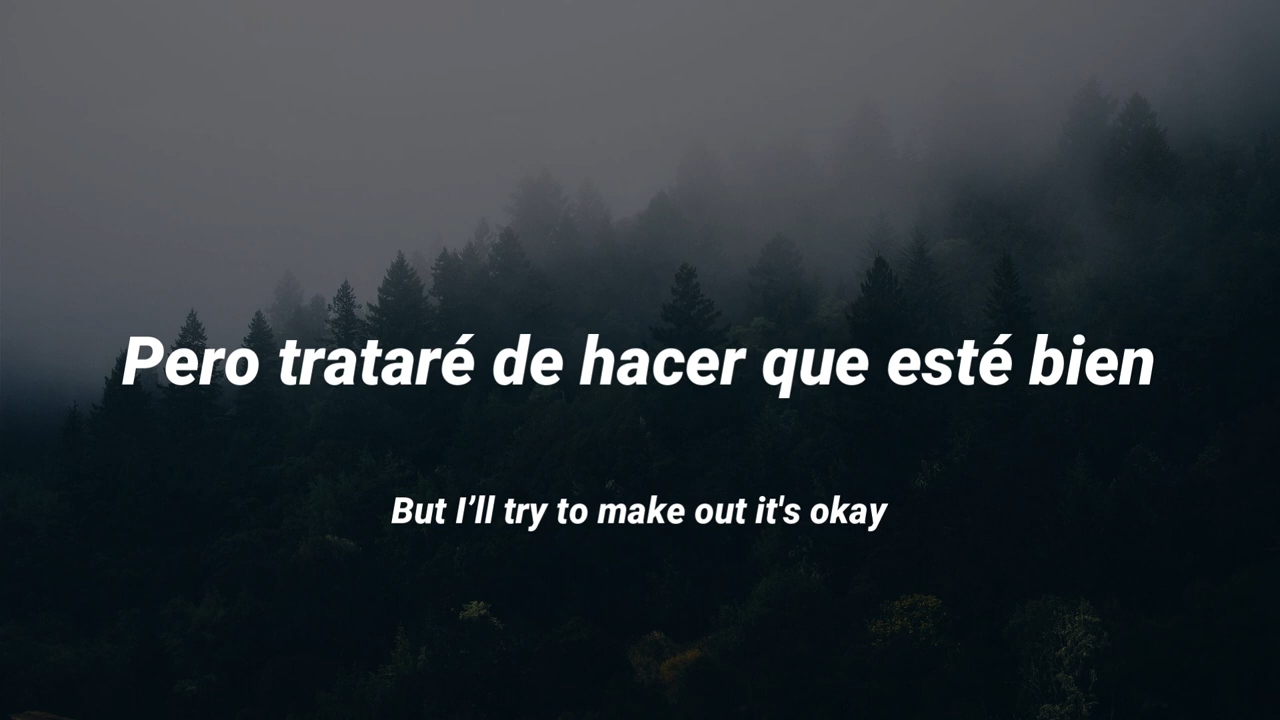 Pero trataré de hacer que esté bien
But I’ll try to make out it's okay